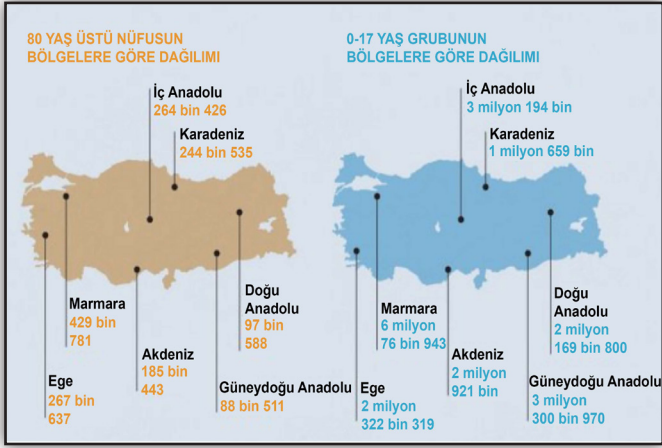 80 YAŞ ÜSTÜ NÜFUSUN
BÖLGELERE GÖRE DAĞILIMI
İç Anadolu
264 bin 426
Karadeniz
244 bin 535
Marmara
429 bin
781
Ege
267 bin
637
Akdeniz
185 bin
443
Doğu
Anadolu
97 bin
588
Güneydoğu Anadolu
88 bin 511
0-17 YAŞ GRUBUNUN
BÖLGELERE GÖRE DAĞILIMI
İç Anadolu
3 milyon 194 bin
Karadeniz
1 milyon 659 bin
Marmara
6 milyon
76 bin 943
Ege
2 milyon
322 bin 319
Akdeniz
2 milyon
921 bin
Doğu
Anadolu
2 milyon
169 bin 800
Güneydoğu Anadolu
3 milyon
300 bin 970